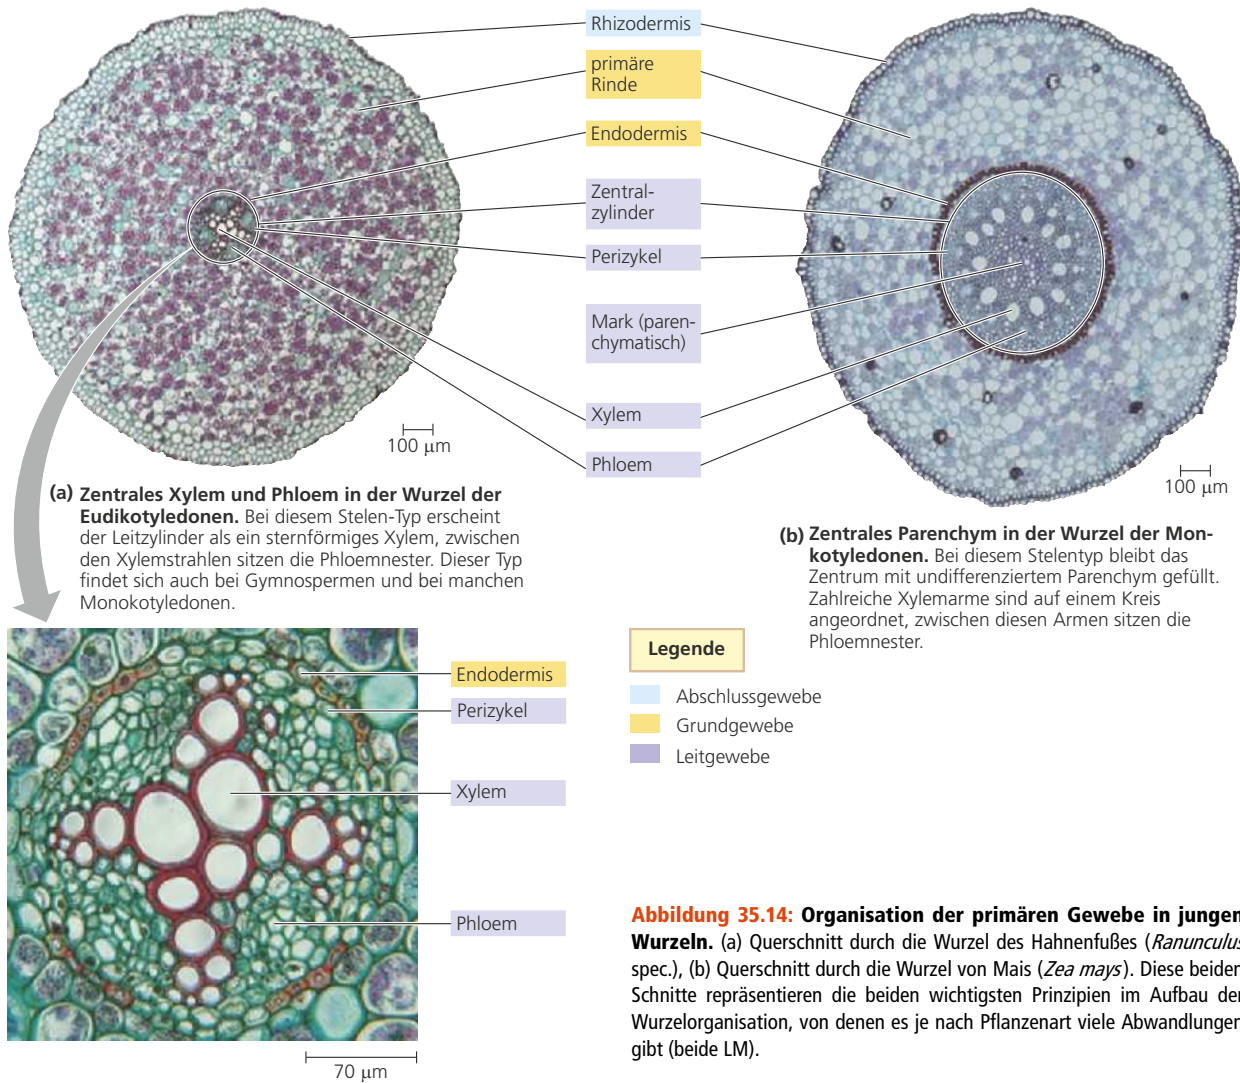 Rhizodermis
primäre
Rinde
Endodermis
Zentral-
zylinder
Perizykel
Mark (paren-
chymatisch)
Xylem
Phloem
100 µm
100 µm
(a) Zentrales Xylem und Phloem in der Wurzel der
Eudikotyledonen. Bei diesem Stelen-Typ erscheint
der Leitzylinder als ein sternförmiges Xylem, zwischen
den Xylemstrahlen sitzen die Phloemnester. Dieser Typ
findet sich auch bei Gymnospermen und bei manchen
Monokotyledonen.
(b) Zentrales Parenchym in der Wurzel der Mon-
kotyledonen. Bei diesem Stelentyp bleibt das
Zentrum mit undifferenziertem Parenchym gefüllt.
Zahlreiche Xylemarme sind auf einem Kreis
angeordnet, zwischen diesen Armen sitzen die
Phloemnester.
Endodermis
Perizykel
Xylem
Phloem
70 µm
Legende
Abschlussgewebe
Grundgewebe
Leitgewebe
Abbildung 35.14: Organisation der primären Gewebe in jungen
Wurzeln. (a) Querschnitt durch die Wurzel des Hahnenfußes (Ranunculus
spec.), (b) Querschnitt durch die Wurzel von Mais (Zea mays). Diese beiden
Schnitte repräsentieren die beiden wichtigsten Prinzipien im Aufbau der
Wurzelorganisation, von denen es je nach Pflanzenart viele Abwandlungen
gibt (beide LM).